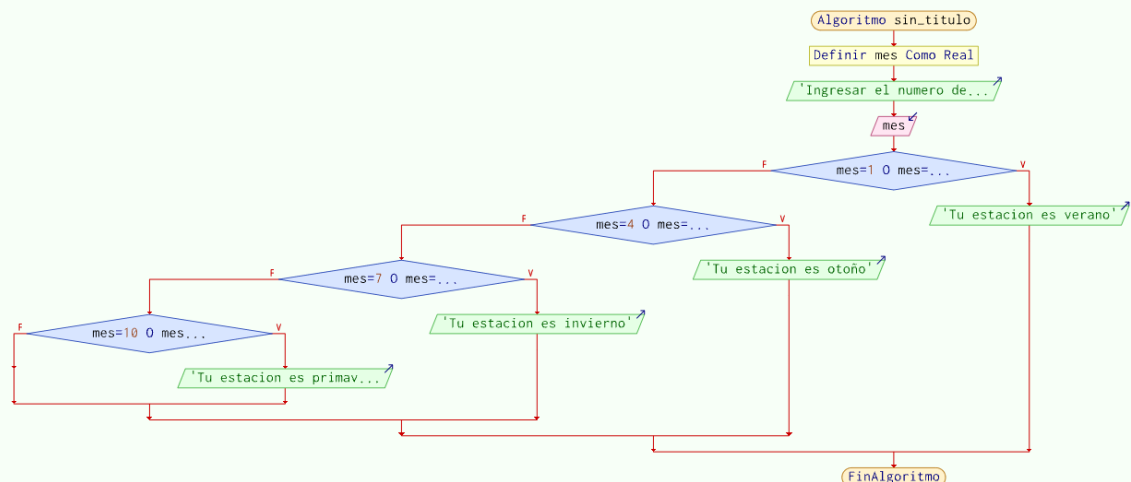 Algoritmo sin_titulo
Definir mes Como Real
'Ingresar el numero de...
mes
F
mes=1 O mes=...
V
'Tu estacion es verano'
F
mes=4 O mes=...
V
'Tu estacion es otoño'
F
mes=7 O mes=...
V
'Tu estacion es invierno'
F
mes=10 O mes...
V
'Tu estacion es primav...
FinAlgoritmo